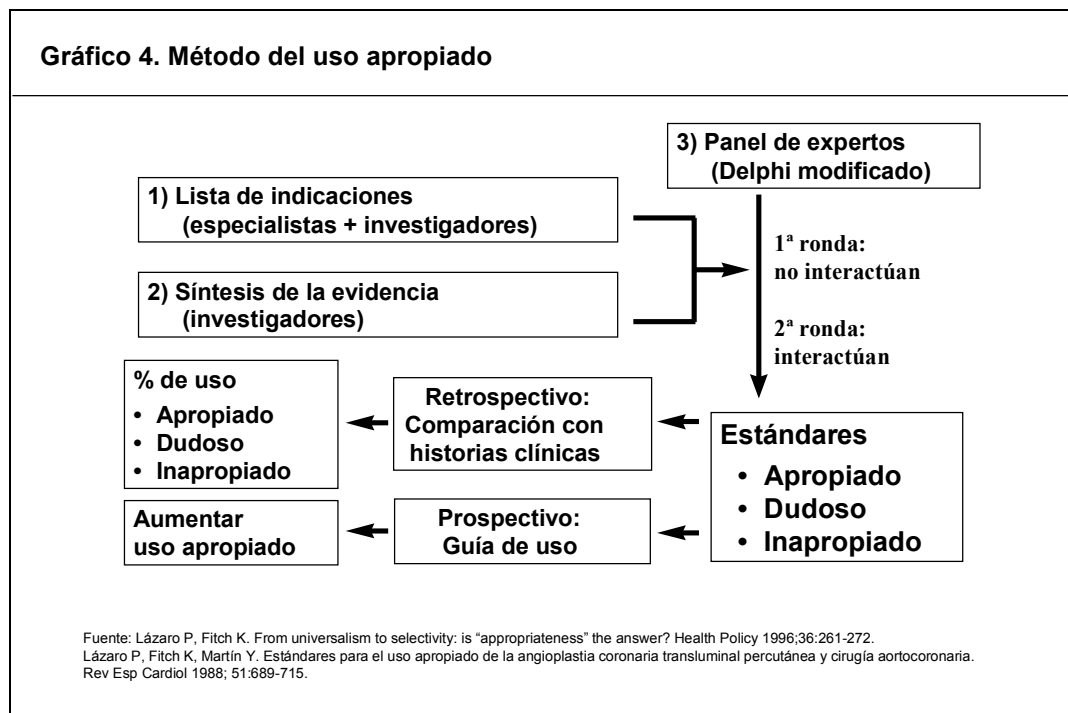 Gráfico 4. Método del uso apropiado
3) Panel de expertos
(Delphi modificado)
1) Lista de indicaciones
(especialistas + investigadores)
1ª ronda:
no interactúan
2) Síntesis de la evidencia
(investigadores)
2ª ronda:
interactúan
% de uso
• Apropiado
• Dudoso
• Inapropiado
Retrospectivo:
Comparación con
historias clínicas
Estándares
• Apropiado
• Dudoso
• Inapropiado
Aumentar
uso apropiado
Prospectivo:
Guía de uso
Fuente: Lázaro P, Fitch K. From universalism to selectivity: is “appropriateness” the answer? Health Policy 1996;36:261-272.
Lázaro P, Fitch K, Martín Y. Estándares para el uso apropiado de la angioplastia coronaria transluminal percutánea y cirugía aortocoronaria.
Rev Esp Cardiol 1988; 51:689-715.